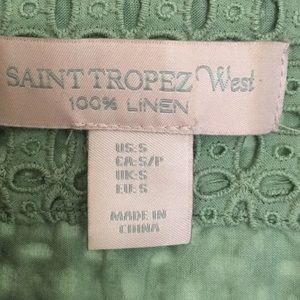 SAINT TROPEZ West
100% LINEN
US:S
CA:S/P
UK:S
EU:S
MADE IN
CHINA